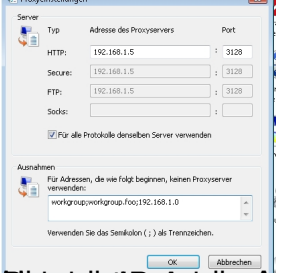 Proxyeinstellungen
Server
Typ Adresse des Proxyservers Port
HTTP: 192.168.1.5 : 3128
Secure: 192.168.1.5 : 3128
FTP: 192.168.1.5 : 3128
Socks: :
Für alle Protokolle denselben Server verwenden
Ausnahmen
Für Adressen, die wie folgt beginnen, keinen Proxyserver
verwenden:
workgroup;workgroup.foo;192.168.1.0
Verwenden Sie das Semikolon ( ; ) als Trennzeichen.
OK Abbrechen